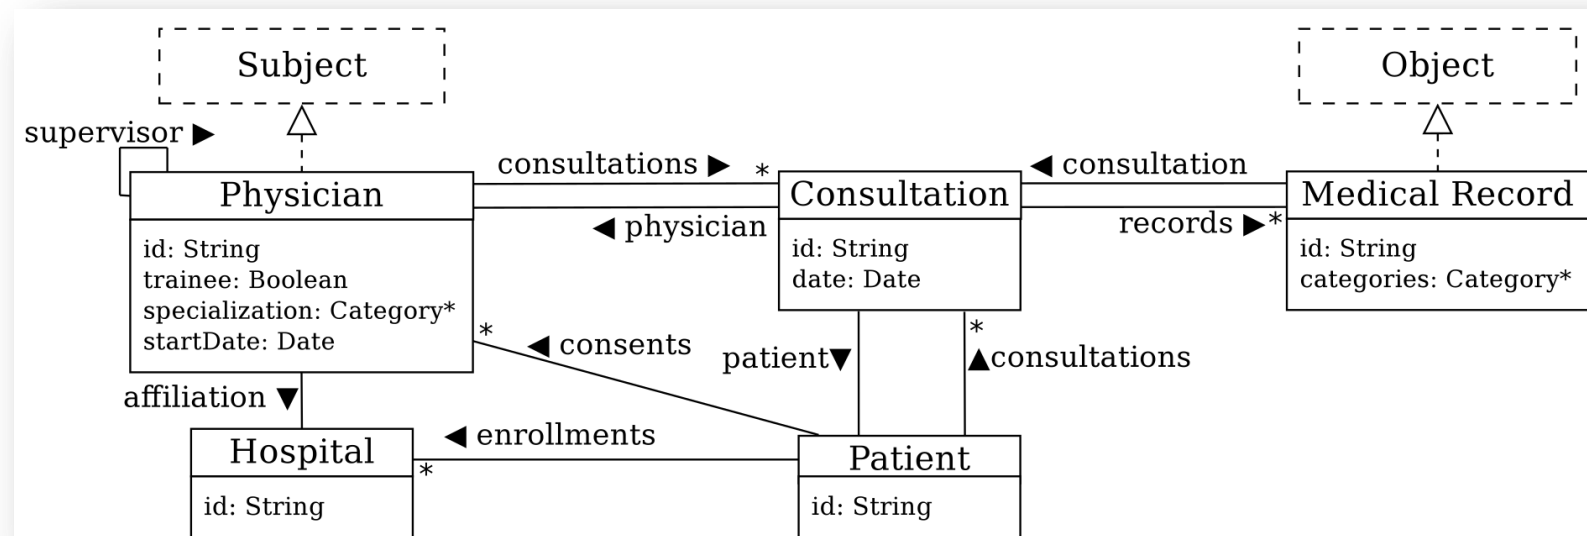 Subject
Object
supervisor ▶
consultations ▶
*
◀ consultation
Physician
Consultation
Medical Record
◀ physician
records ▶*
id: String
trainee: Boolean
specialization: Category*
startDate: Date
id: String
date: Date
id: String
categories: Category*
*
◀ consents
patient▼
*
▲consultations
affiliation ▼
◀ enrollments
*
Hospital
Patient
id: String
id: String